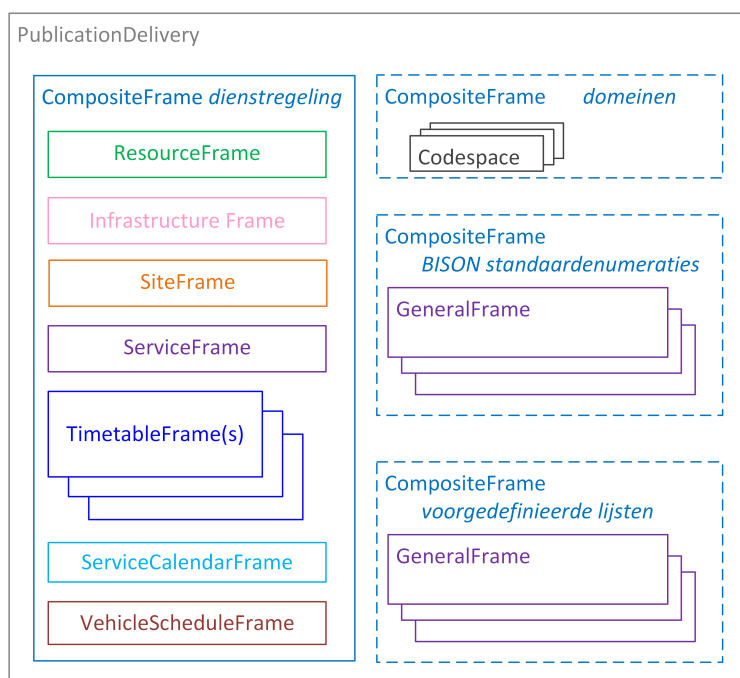 PublicationDelivery
CompositeFrame dienstregeling
ResourceFrame
Infrastructure Frame
SiteFrame
ServiceFrame
TimetableFrame(s)
ServiceCalendarFrame
VehicleScheduleFrame
CompositeFrame domeinen
Codespace
CompositeFrame
BISON standaardenumeraties
GeneralFrame
CompositeFrame
voorgedefinieerde lijsten
GeneralFrame